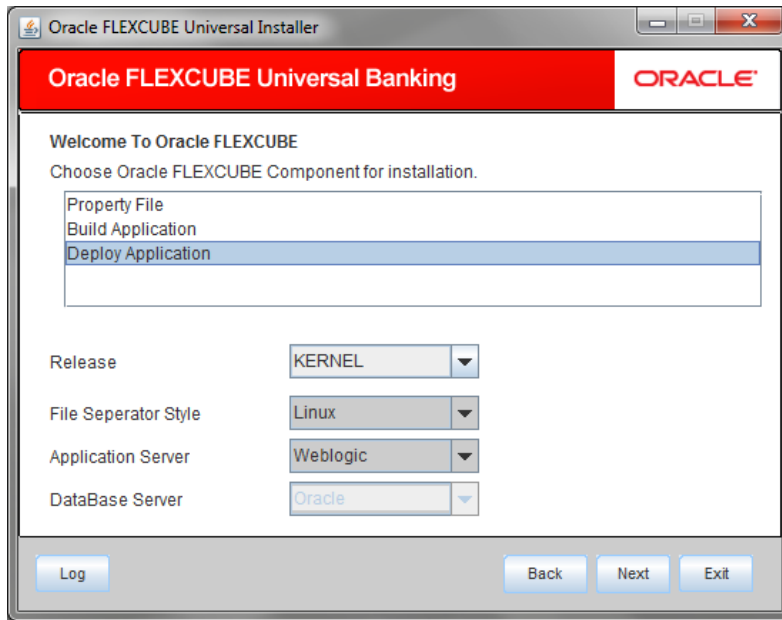 Oracle FLEXCUBE Universal Installer
Oracle FLEXCUBE Universal Banking
ORACLE
Welcome To Oracle FLEXCUBE
Choose Oracle FLEXCUBE Component for installation.
Property File
Build Application
Deploy Application
Release KERNEL
File Seperator Style Linux
Application Server Weblogic
DataBase Server Oracle
Log Back Next Exit